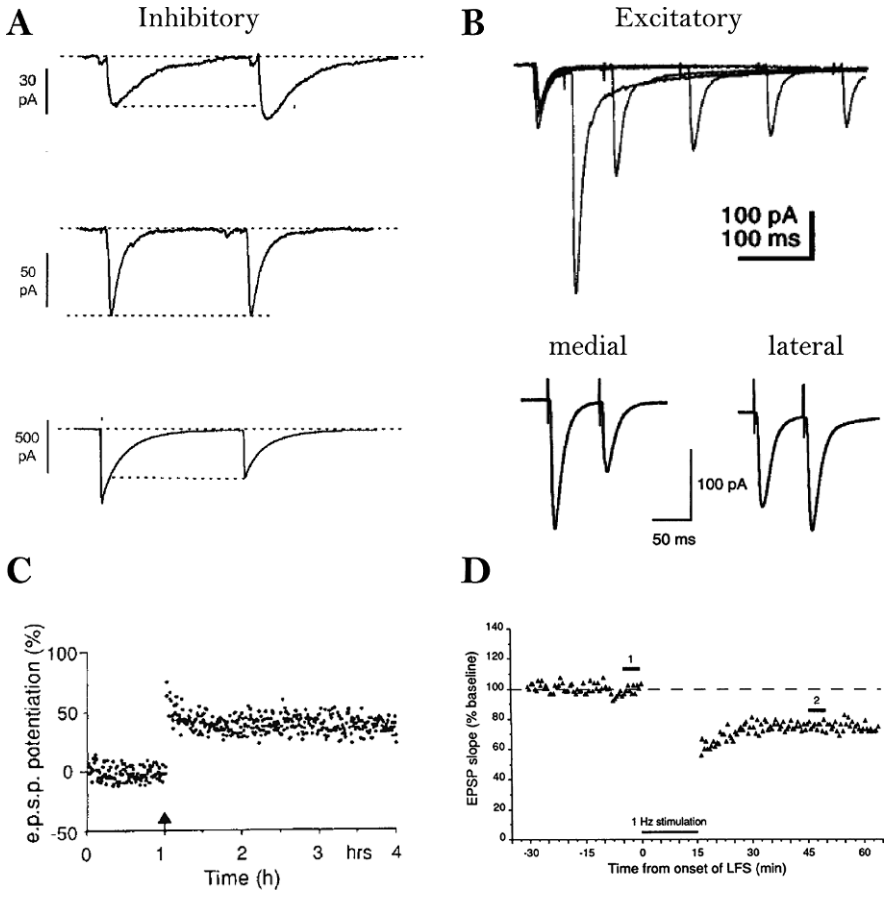 A
Inhibitory
30
pA
50
pA
500
pA
B
Excitatory
100 pA
100 ms
medial
lateral
100 pA
50 ms
C
e.p.s.p. potentiation (%)
100
50
0
-50
0
1
2
3
hrs
4
Time (h)
D
EPSP slope (% baseline)
140
120
100
80
60
40
20
0
1
2
1 Hz stimulation
-30
-15
0
15
30
45
60
Time from onset of LFS (min)